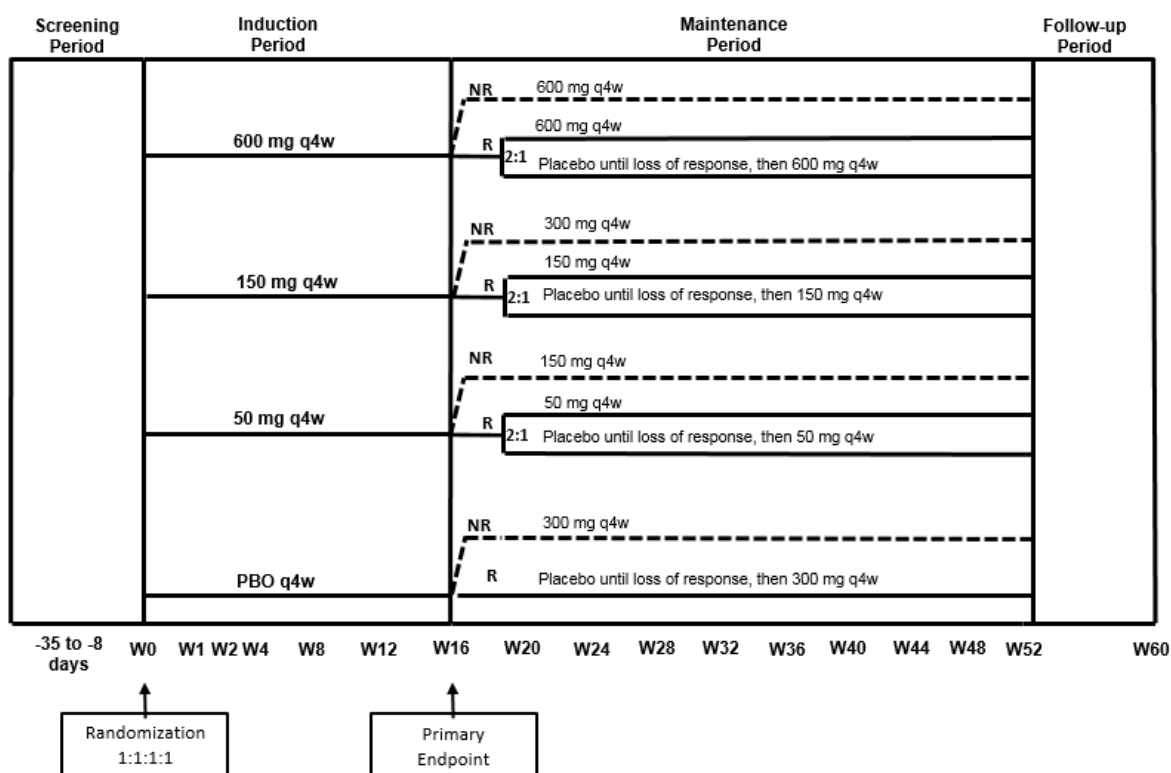 Screening
Period
Induction
Period
Maintenance
Period
Follow-up
Period
NR
600 mg q4w
600 mg q4w
600 mg q4w
R
2:1
Placebo until loss of response, then 600 mg q4w
NR
300 mg q4w
150 mg q4w
150 mg q4w
R
2:1
Placebo until loss of response, then 150 mg q4w
NR
150 mg q4w
50 mg q4w
50 mg q4w
R
2:1
Placebo until loss of response, then 50 mg q4w
NR
300 mg q4w
PBO q4w
R
Placebo until loss of response, then 300 mg q4w
-35 to -8
days
W0 W1 W2 W4 W8 W12 W16 W20 W24 W28 W32 W36 W40 W44 W48 W52 W60
Randomization
1:1:1:1
Primary
Endpoint